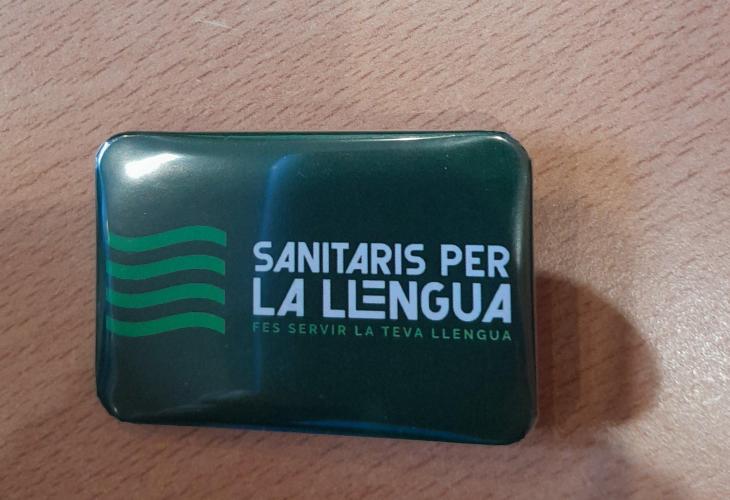 SANITARIS PER
LA LLENGUA
FES SERVIR LA TEVA LLENGUA